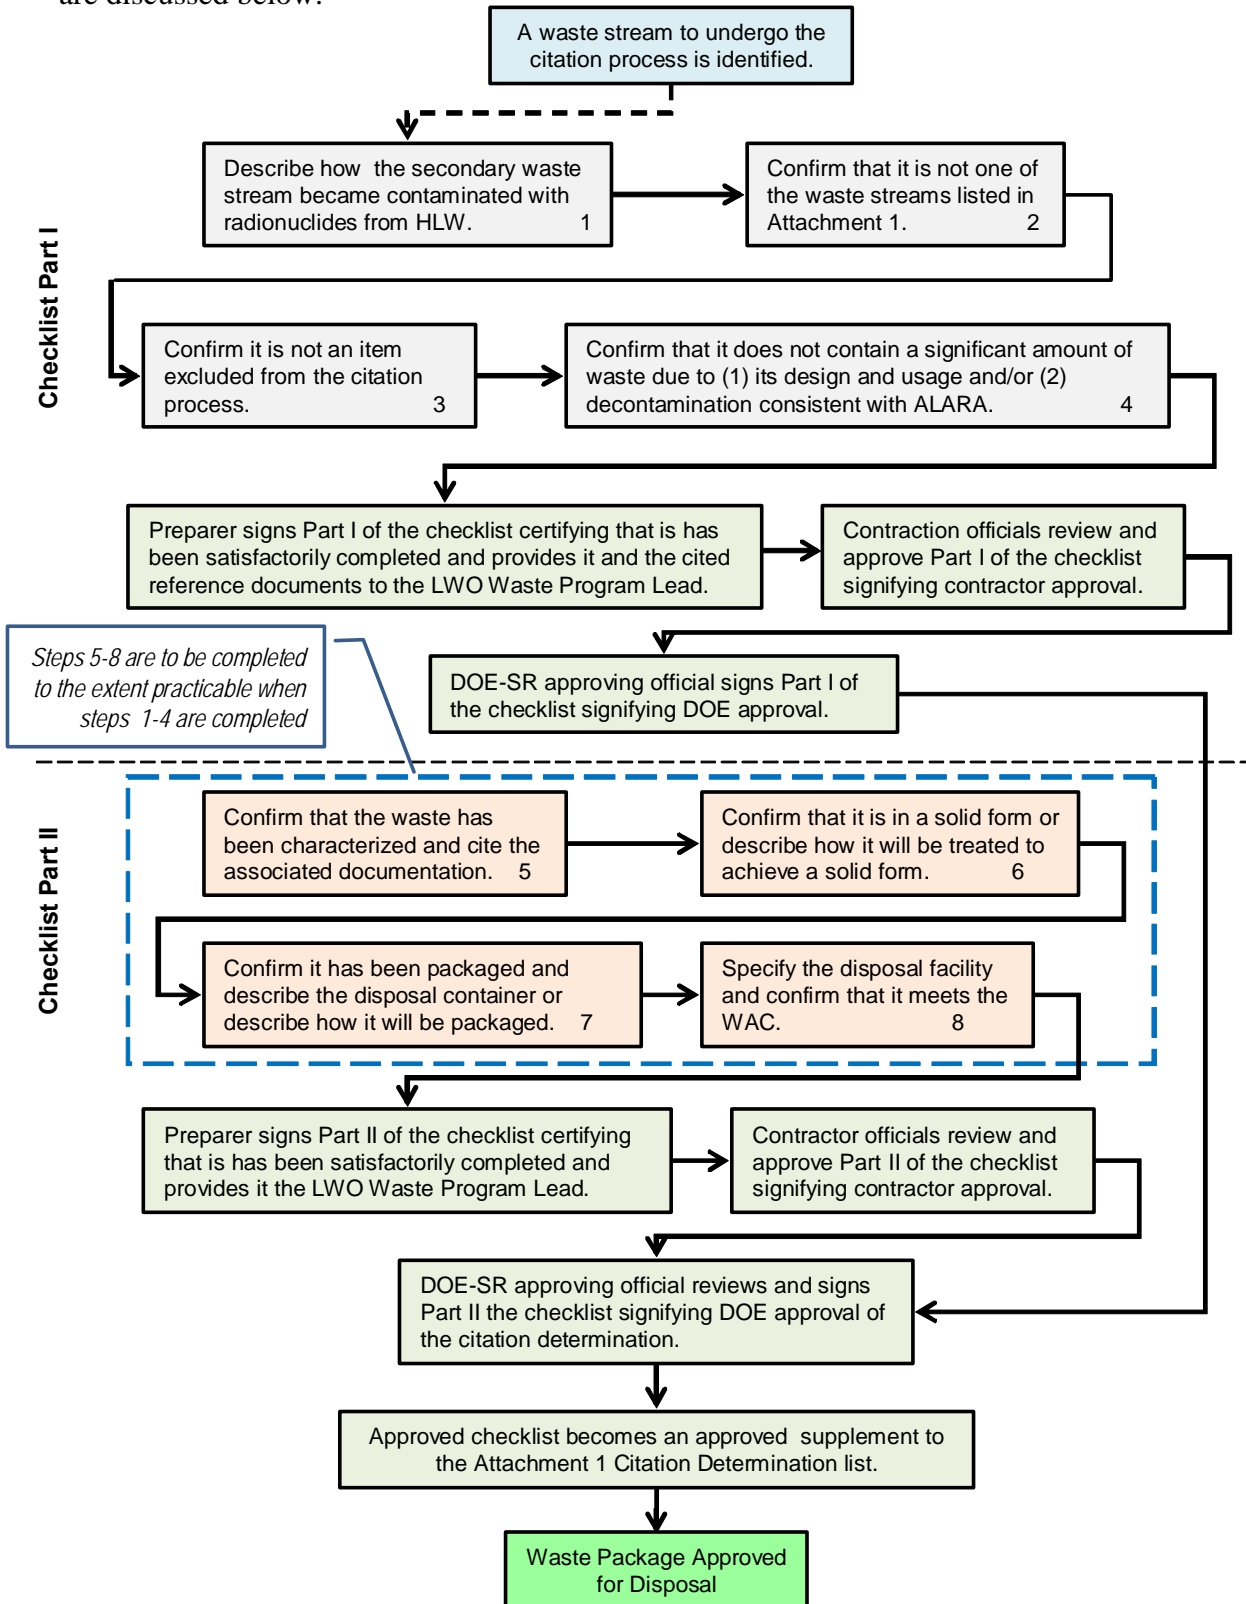 are discussed below.
A waste stream to undergo the
citation process is identified.
Checklist Part I
Describe how the secondary waste
stream became contaminated with
radionuclides from HLW. 1
Confirm that it is not one of
the waste streams listed in
Attachment 1. 2
Confirm it is not an item
excluded from the citation
process. 3
Confirm that it does not contain a significant amount of
waste due to (1) its design and usage and/or (2)
decontamination consistent with ALARA. 4
Preparer signs Part I of the checklist certifying that is has
been satisfactorily completed and provides it and the cited
reference documents to the LWO Waste Program Lead.
Contraction officials review and
approve Part I of the checklist
signifying contractor approval.
DOE-SR approving official signs Part I of
the checklist signifying DOE approval.
Steps 5-8 are to be completed
to the extent practicable when
steps 1-4 are completed
Checklist Part II
Confirm that the waste has
been characterized and cite the
associated documentation. 5
Confirm that it is in a solid form or
describe how it will be treated to
achieve a solid form. 6
Confirm it has been packaged and
describe the disposal container or
describe how it will be packaged. 7
Specify the disposal facility
and confirm that it meets the
WAC. 8
Preparer signs Part II of the checklist certifying
that is has been satisfactorily completed and
provides it the LWO Waste Program Lead.
Contractor officials review and
approve Part II of the checklist
signifying contractor approval.
DOE-SR approving official reviews and signs
Part II the checklist signifying DOE approval of
the citation determination.
Approved checklist becomes an approved supplement to
the Attachment 1 Citation Determination list.
Waste Package Approved
for Disposal